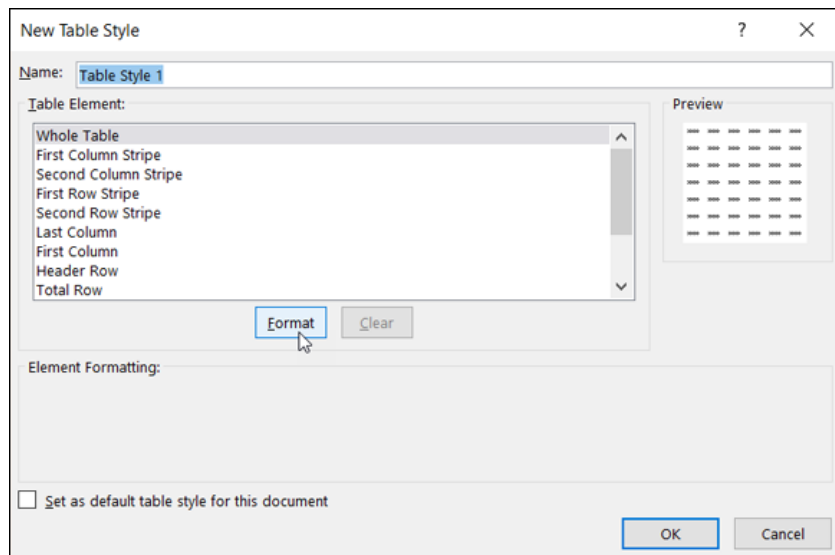 New Table Style
Name: Table Style 1
Table Element:
Preview
Whole Table
First Column Stripe
Second Column Stripe
First Row Stripe
Second Row Stripe
Last Column
First Column
Header Row
Total Row
Format Clear
Element Formatting:
Set as default table style for this document
OK Cancel